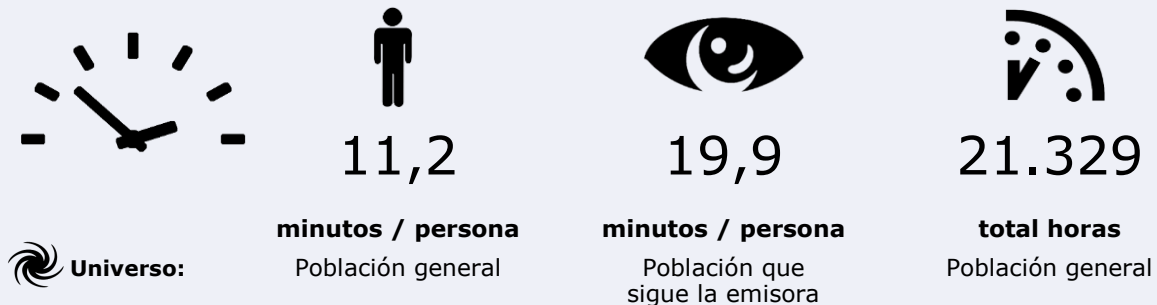 11,2
19,9
21.329
minutos / persona
minutos / persona
total horas
Universo:
Población general
Población que
sigue la emisora
Población general